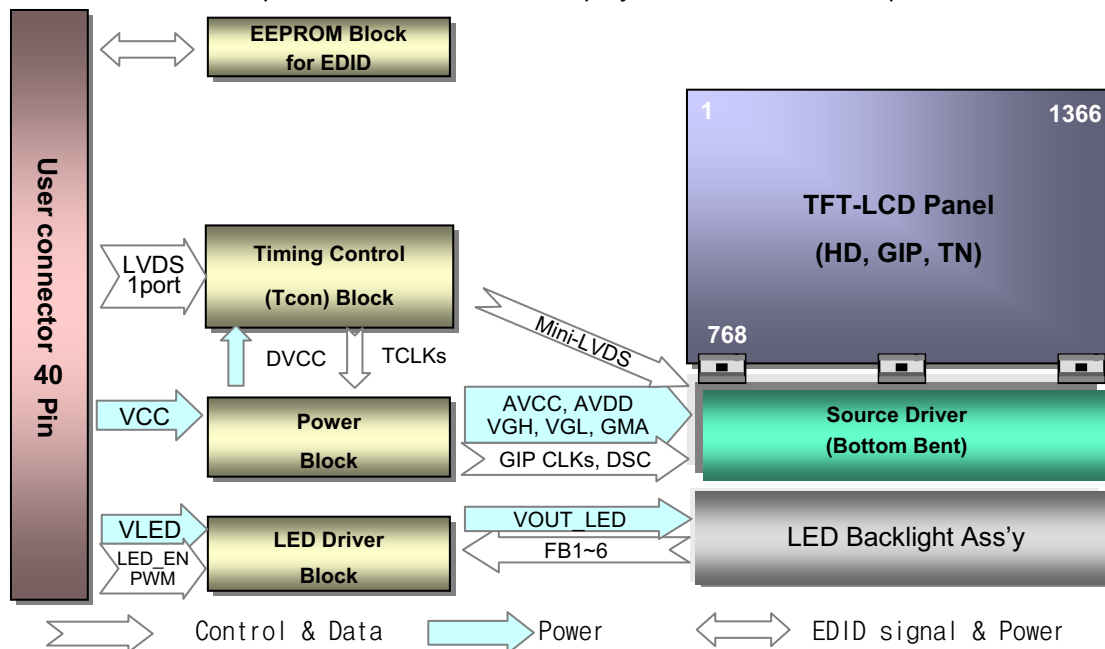 EEPROM Block
for EDID
User connector 40 Pin
1
1366
TFT-LCD Panel
(HD, GIP, TN)
768
LVDS
1port
Timing Control
(Tcon) Block
Mini-LVDS
DVCC
TCLKs
VCC
Power
Block
AVCC, AVDD
VGH, VGL, GMA
GIP CLKs, DSC
Source Driver
(Bottom Bent)
VLED
LED_EN
PWM
LED Driver
Block
VOUT_LED
FB1~6
LED Backlight Ass'y
Control & Data
Power
EDID signal & Power